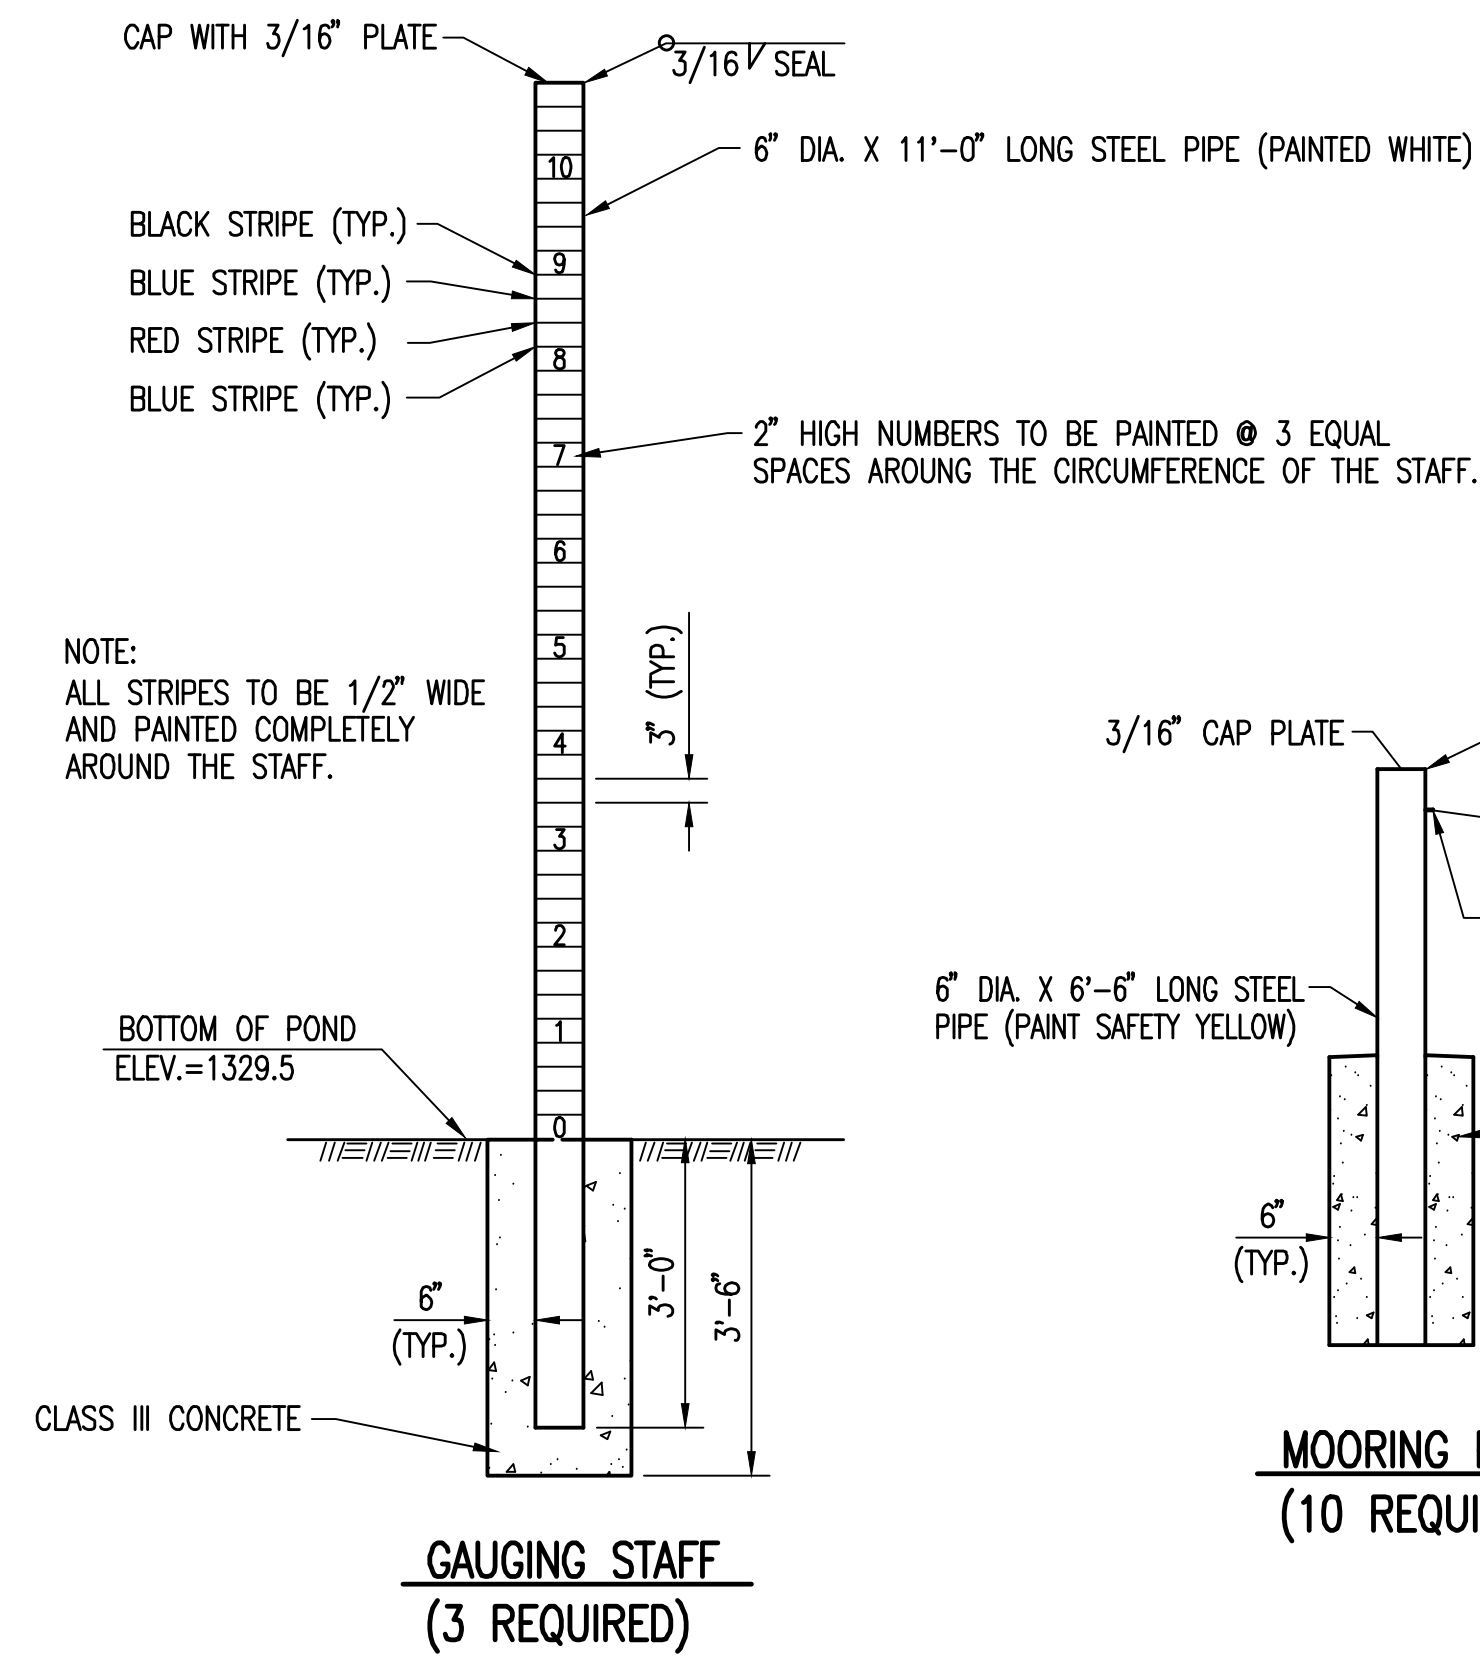 CAP WITH 3/16" PLATE
3/16 SEAL
6" DIA. X 11'-0" LONG STEEL PIPE (PAINTED WHITE)
10
BLACK STRIPE (TYP.)
9
BLUE STRIPE (TYP.)
RED STRIPE (TYP.)
8
BLUE STRIPE (TYP.)
2" HIGH NUMBERS TO BE PAINTED @ 3 EQUAL
SPACES AROUNG THE CIRCUMFERENCE OF THE STAFF.
7
6
5
NOTE:
ALL STRIPES TO BE 1/2" WIDE
AND PAINTED COMPLETELY
AROUND THE STAFF.
3" (TYP.)
4
3
2
1
0
3/16" CAP PLATE
6" DIA. X 6'-6" LONG STEEL
PIPE (PAINT SAFETY YELLOW)
BOTTOM OF POND
ELEV.=1329.5
6"
(TYP.)
3'-0"
3'-6"
6"
(TYP.)
CLASS III CONCRETE
GAUGING STAFF
(3 REQUIRED)
MOORING
(10 REQUI